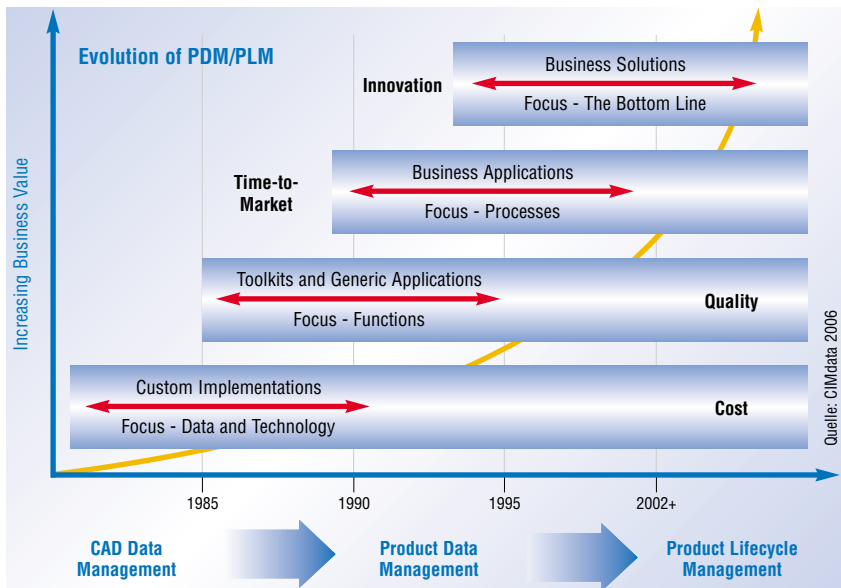 Evolution of PDM/PLM
Increasing Business Value
Innovation
Business Solutions
Focus - The Bottom Line
Time-to-
Market
Business Applications
Focus - Processes
Toolkits and Generic Applications
Focus - Functions
Quality
Custom Implementations
Focus - Data and Technology
Cost
Quelle: CIMdata 2006
1985
1990
1995
2002+
CAD Data
Management
Product Data
Management
Product Lifecycle
Management